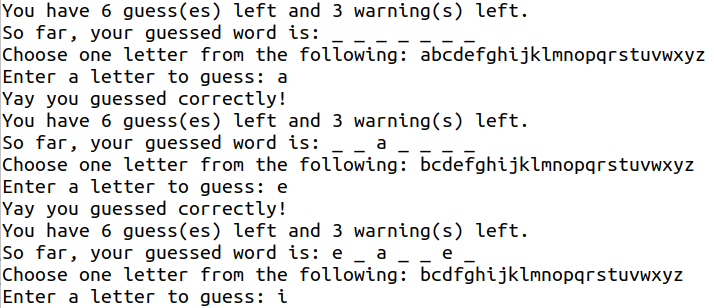 You have 6 guess(es) left and 3 warning(s) left.
So far, your guessed word is: _ _ _ _ _ _ _
Choose one letter from the following: abcdefghijklmnopqrstuvwxyz
Enter a letter to guess: a
Yay you guessed correctly!
You have 6 guess(es) left and 3 warning(s) left.
So far, your guessed word is: _ _ a _ _ _ _
Choose one letter from the following: bcdefghijklmnopqrstuvwxyz
Enter a letter to guess: e
Yay you guessed correctly!
You have 6 guess(es) left and 3 warning(s) left.
So far, your guessed word is: e _ a _ _ e _
Choose one letter from the following: bcdfghijklmnopqrstuvwxyz
Enter a letter to guess: i